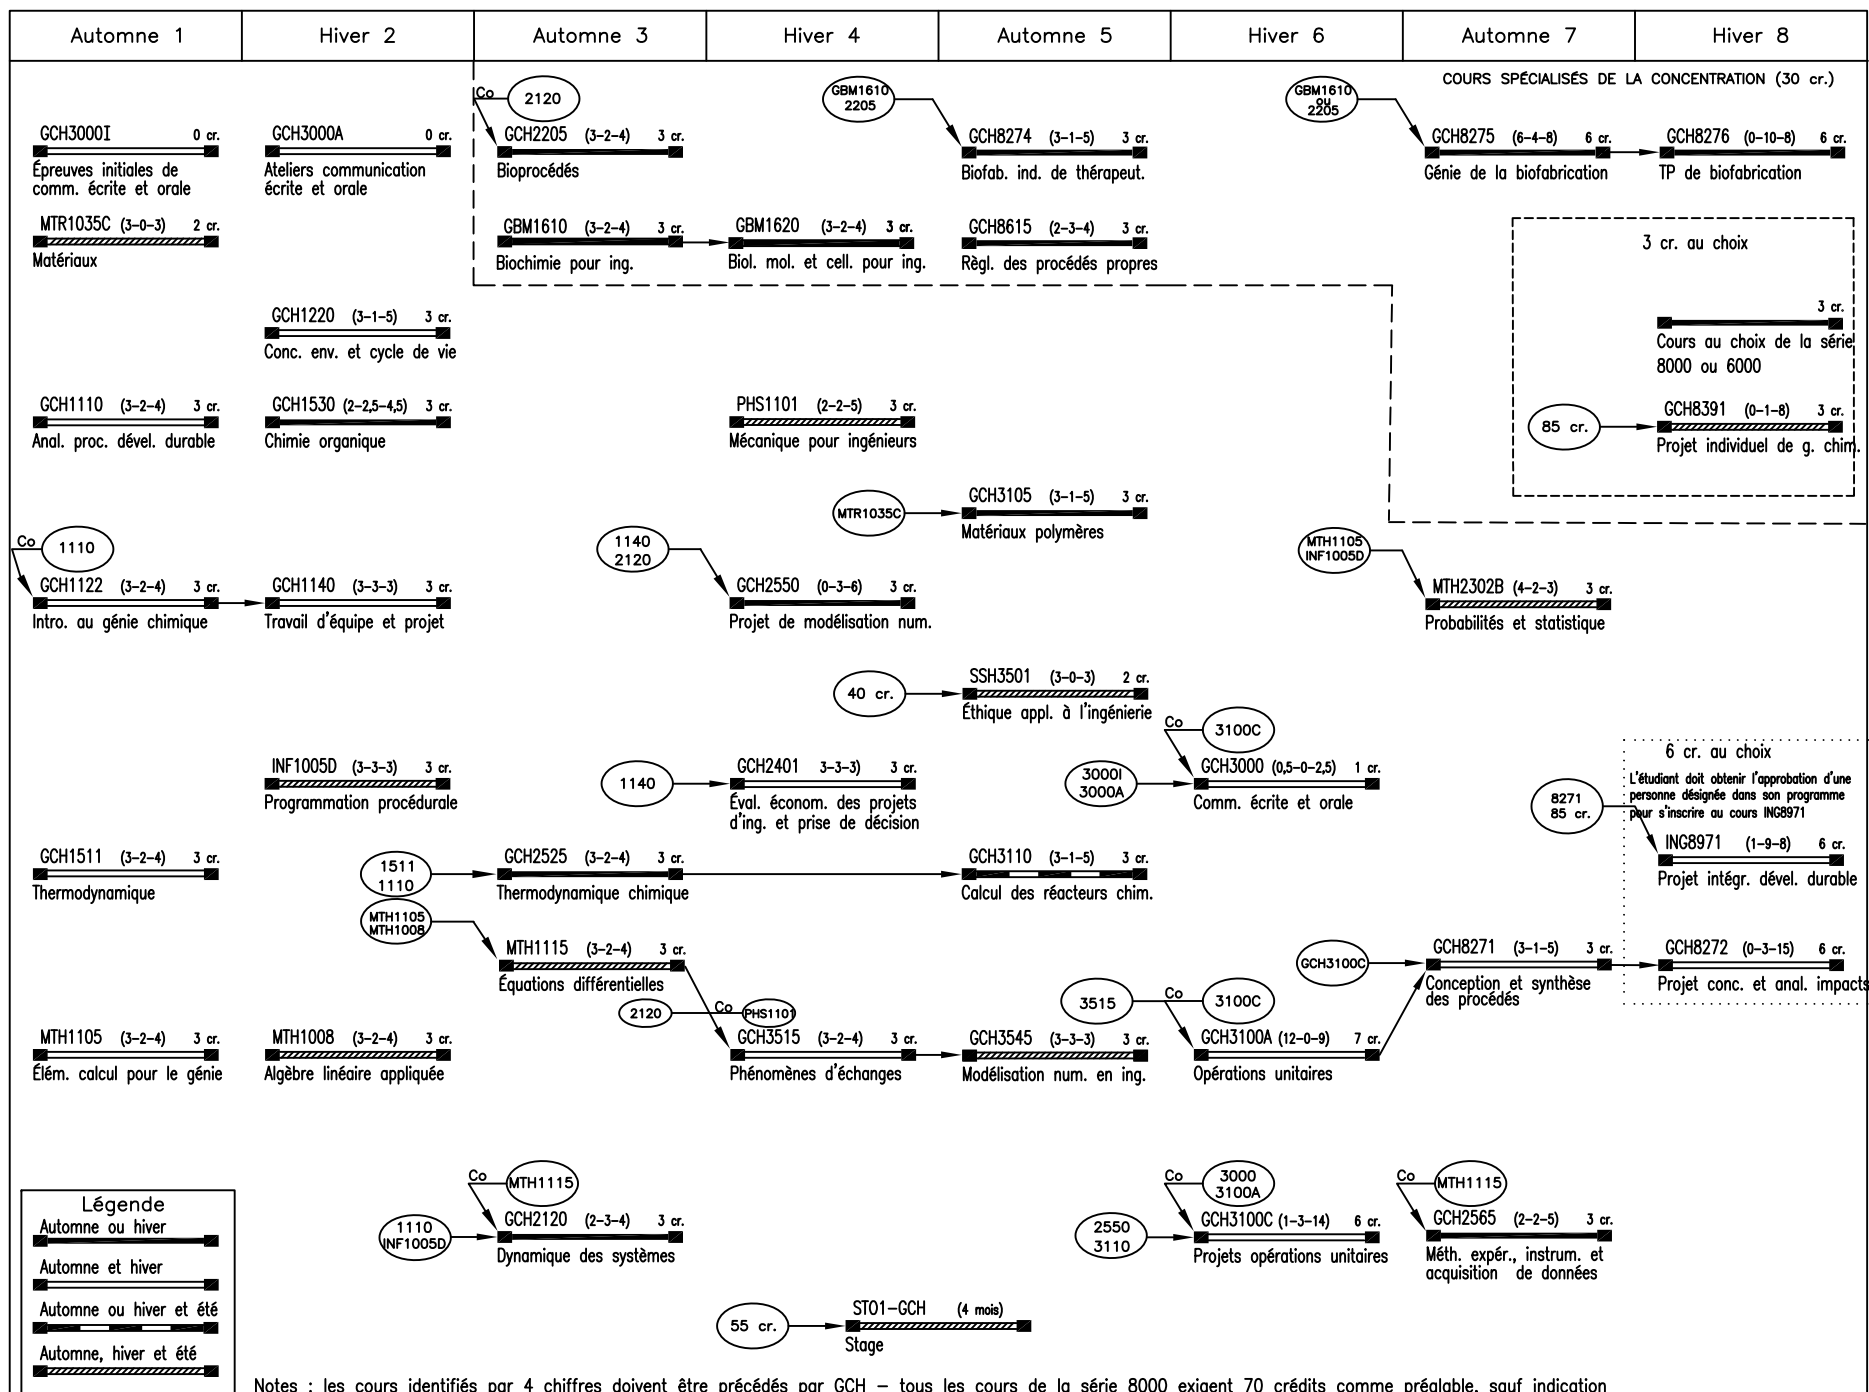 Automne 1
Hiver 2
Automne 3
Hiver 4
Automne 5
Hiver 6
Automne 7
Hiver 8
COURS SPÉCIALISÉS DE LA CONCENTRATION (30 cr.)
GCH3000I 0 cr.
Épreuves initiales de
comm. écrite et orale
MTR1035C (3-0-3) 2 cr.
Matériaux
GCH1110 (3-2-4) 3 cr.
Anal. proc. dével. durable
Co
1110
GCH1122 (3-2-4) 3 cr.
Intro. au génie chimique
GCH1511 (3-2-4) 3 cr.
Thermodynamique
MTH1105 (3-2-4) 3 cr.
Élém. calcul pour le génie
GCH3000A 0 cr.
Ateliers communication
écrite et orale
GCH1220 (3-1-5) 3 cr.
Conc. env. et cycle de vie
GCH1530 (2-2,5-4,5) 3 cr.
Chimie organique
GCH1140 (3-3-3) 3 cr.
Travail d'équipe et projet
INF1005D (3-3-3) 3 cr.
Programmation procédurale
MTH1008 (3-2-4) 3 cr.
Algèbre linéaire appliquée
Co
2120
GCH2205 (3-2-4) 3 cr.
Bioprocédés
GBM1610 (3-2-4) 3 cr.
Biochimie pour ing.
1511
1110
GCH2525 (3-2-4) 3 cr.
Thermodynamique chimique
MTH1105
MTH1008
MTH1115 (3-2-4) 3 cr.
Équations différentielles
Co
MTH1115
1110
INF1005D
GCH2120 (2-3-4) 3 cr.
Dynamique des systèmes
GBM1620 (3-2-4) 3 cr.
Biol. mol. et cell. pour ing.
PHS1101 (2-2-5) 3 cr.
Mécanique pour ingénieurs
1140
2120
GCH2550 (0-3-6) 3 cr.
Projet de modélisation num.
1140
GCH2401 3-3-3) 3 cr.
Éval. économ. des projets
d'ing. et prise de décision
2120
Co
PHS1101
GCH3515 (3-2-4) 3 cr.
Phénomènes d'échanges
55 cr.
ST01-GCH (4 mois)
Stage
GBM1610
2205
GCH8274 (3-1-5) 3 cr.
Biofab. ind. de thérapeut.
GCH8615 (2-3-4) 3 cr.
Règl. des procédés propres
MTR1035C
GCH3105 (3-1-5) 3 cr.
Matériaux polymères
40 cr.
SSH3501 (3-0-3) 2 cr.
Éthique appl. à l'ingénierie
GCH3110 (3-1-5) 3 cr.
Calcul des réacteurs chim.
GCH3545 (3-3-3) 3 cr.
Modélisation num. en ing.
Co
3100C
3000I
3000A
GCH3000 (0,5-0-2,5) 1 cr.
Comm. écrite et orale
3515
Co
3100C
GCH3100A (12-0-9) 7 cr.
Opérations unitaires
Co
3000
3100A
2550
3110
GCH3100C (1-3-14) 6 cr.
Projets opérations unitaires
GBM1610
ou
2205
GCH8275 (6-4-8) 6 cr.
Génie de la biofabrication
MTH1105
INF1005D
MTH2302B (4-2-3) 3 cr.
Probabilités et statistique
GCH3100C
GCH8271 (3-1-5) 3 cr.
Conception et synthèse
des procédés
Co
MTH1115
GCH2565 (2-2-5) 3 cr.
Méth. expér., instrum. et
acquisition de données
GCH8276 (0-10-8) 6 cr.
TP de biofabrication
3 cr. au choix
3 cr.
Cours au choix de la série
8000 ou 6000
85 cr.
GCH8391 (0-1-8) 3 cr.
Projet individuel de g. chim.
6 cr. au choix
L'étudiant doit obtenir l'approbation d'une
personne désignée dans son programme
pour s'inscrire au cours ING8971
8271
85 cr.
ING8971 (1-9-8) 6 cr.
Projet intégr. dével. durable
GCH8272 (0-3-15) 6 cr.
Projet conc. et anal. impacts
Légende
Automne ou hiver
Automne et hiver
Automne ou hiver et été
Automne, hiver et été
Notes : les cours identifiés par 4 chiffres doivent être précédés par GCH – tous les cours de la série 8000 exigent 70 crédits comme préalable, sauf indication